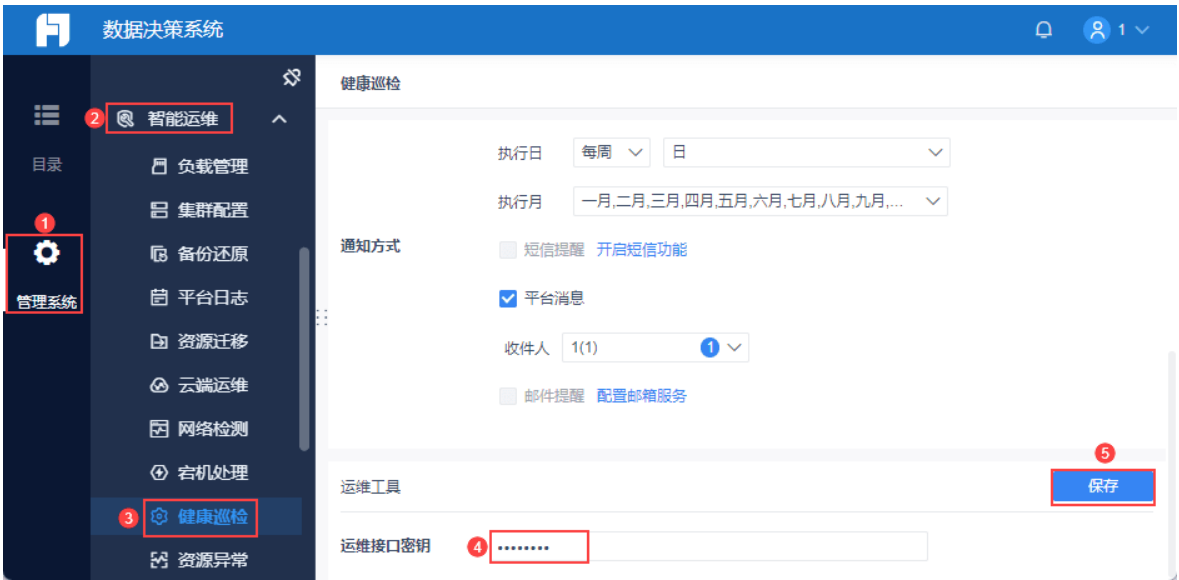 数据决策系统
1
健康巡检
目录
1
管理系统
2 智能运维
负载管理
集群配置
备份还原
平台日志
资源迁移
云端运维
网络检测
宕机处理
3 健康巡检
资源异常
执行日 每周 日
执行月 一月,二月,三月,四月,五月,六月,七月,八月,九月,...
通知方式 短信提醒 开启短信功能
平台消息
收件人 1(1) 1
邮件提醒 配置邮箱服务
5
运维工具 保存
运维接口密钥 4 ••••••••